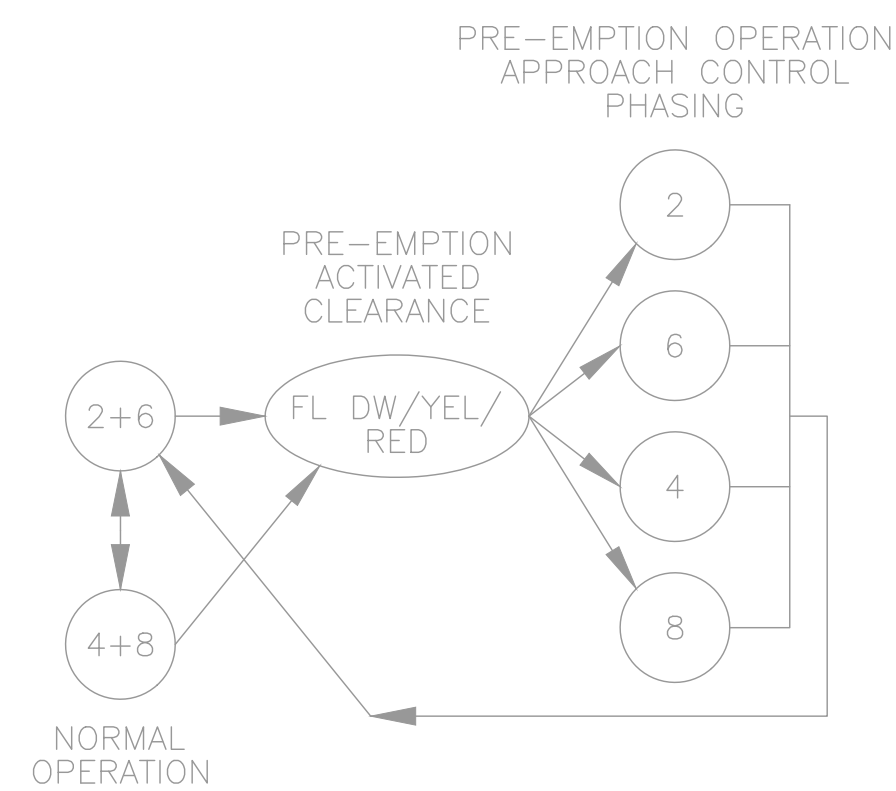 PRE-EMPTION OPERATION
APPROACH CONTROL
PHASING
2
PRE-EMPTION
ACTIVATED
CLEARANCE
6
2+6
FL DW/YEL/
RED
4
4+8
8
NORMAL
OPERATION